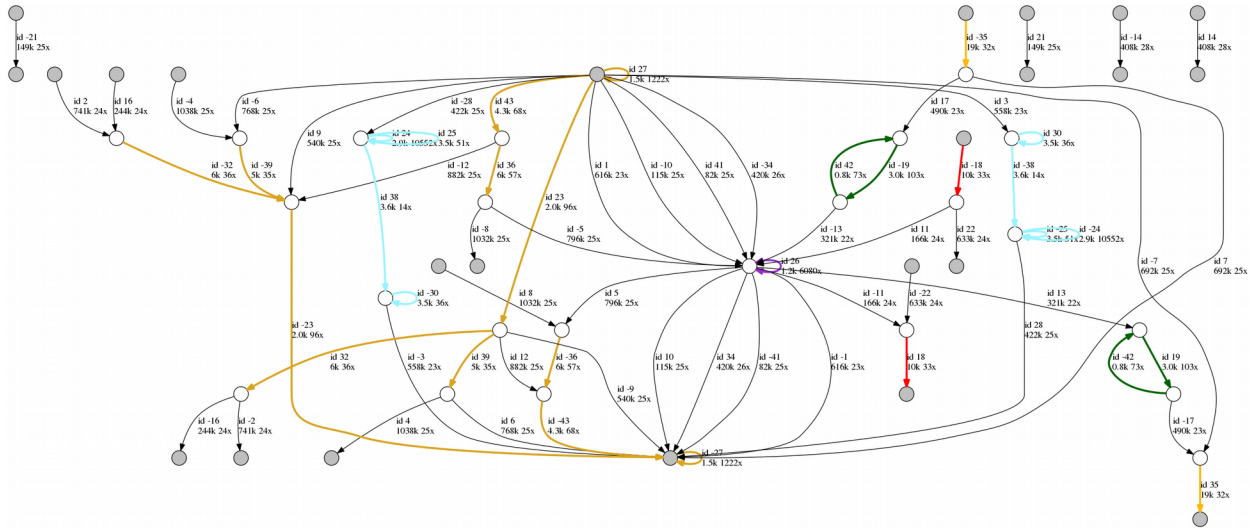 id -21
149k 25x
id 2
741k 24x
id 16
244k 24x
id -4
1038k 25x
id -6
768k 25x
id 9
540k 25x
id -28
422k 25x
id 24
2.9k 10552x
id 25
3.5k 51x
id 43
4.3k 68x
id 27
1.5k 1222x
id -35
19k 32x
id 21
149k 25x
id -14
408k 28x
id 14
408k 28x
id 17
490k 23x
id 3
558k 23x
id 30
3.5k 36x
id -32
6k 36x
id -39
5k 35x
id 38
3.6k 14x
id -12
882k 25x
id 36
6k 57x
id 23
2.0k 96x
id 1
616k 23x
id -10
115k 25x
id 41
82k 25x
id -34
420k 26x
id 42
0.8k 73x
id -19
3.0k 103x
id -18
10k 33x
id -38
3.6k 14x
id -8
1032k 25x
id -5
796k 25x
id -13
321k 22x
id 11
166k 24x
id 22
633k 24x
id -25
3.5k 51x
id -24
2.9k 10552x
id -7
692k 25x
id 7
692k 25x
id 26
1.2k 6080x
id -30
3.5k 36x
id 8
1032k 25x
id 5
796k 25x
id -11
166k 24x
id -22
633k 24x
id 13
321k 22x
id -23
2.0k 96x
id 32
6k 36x
id -3
558k 23x
id 39
5k 35x
id 12
882k 25x
id -36
6k 57x
id -9
540k 25x
id 10
115k 25x
id 34
420k 26x
id -41
82k 25x
id -1
616k 23x
id 18
10k 33x
id 28
422k 25x
id -42
0.8k 73x
id 19
3.0k 103x
id -16
244k 24x
id -2
741k 24x
id 4
1038k 25x
id 6
768k 25x
id -43
4.3k 68x
id -27
1.5k 1222x
id -17
490k 23x
id 35
19k 32x